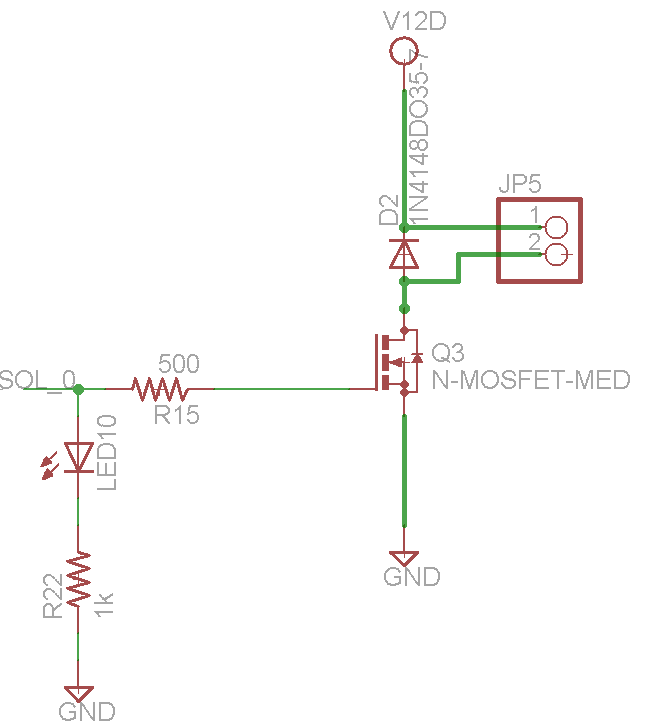 V12D
1N4148DO35-7
D2
JP5
1
2
Q3
N-MOSFET-MED
SOL_0
500
R15
LED10
R22
1k
GND
GND